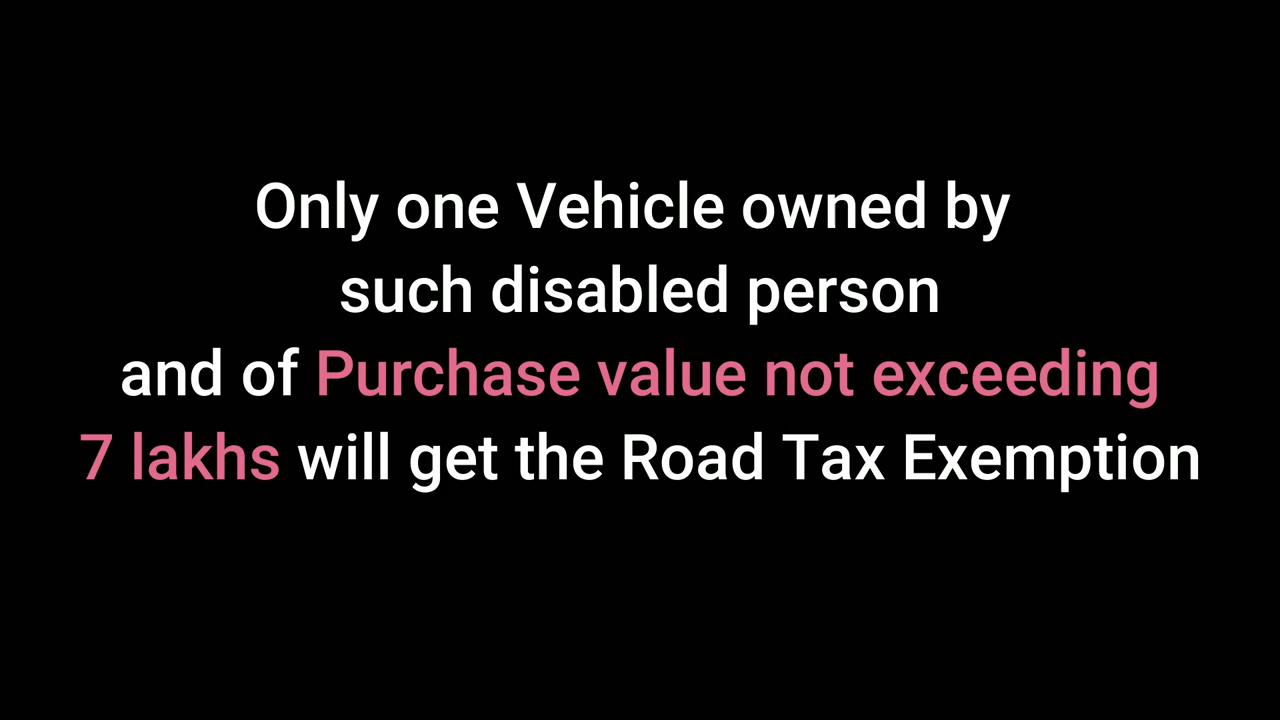 Only one Vehicle owned by
such disabled person
and of Purchase value not exceeding
7 lakhs will get the Road Tax Exemption